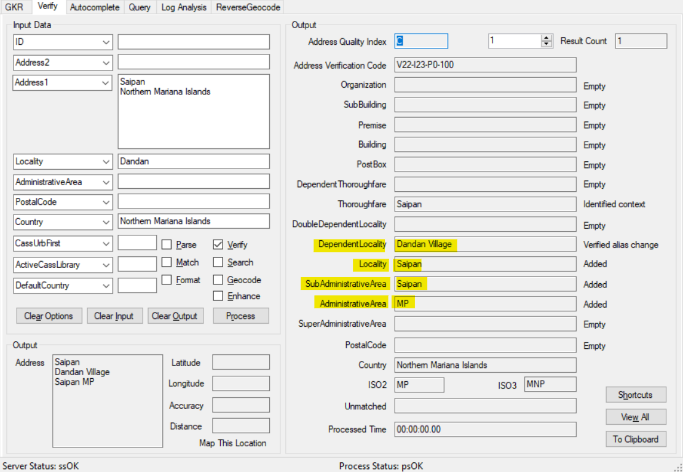 GKR Verify Autocomplete Query Log Analysis ReverseGeocode
Input Data
ID
Address2
Address1
Saipan
Northern Mariana Islands
Locality Dandan
AdministrativeArea
PostalCode
Country Northern Mariana Islands
CassUrbFirst Parse Verify
ActiveCassLibrary Match Search
DefaultCountry Format Geocode
Enhance
Clear Options Clear Input Clear Output Process
Output
Address
Saipan
Dandan Village
Saipan MP
Latitude
Longitude
Accuracy
Distance
Map This Location
Output
Address Quality Index C 1 Result Count 1
Address Verification Code V22-I23-P0-100
Organization Empty
SubBuilding Empty
Premise Empty
Building Empty
PostBox Empty
DependentThoroughfare Empty
Thoroughfare Saipan Identified context
DoubleDependentLocality Empty
DependentLocality Dandan Village Verified alias change
Locality Saipan Added
SubAdministrativeArea Saipan Added
AdministrativeArea MP Added
SuperAdministrativeArea Empty
PostalCode Empty
Country Northern Mariana Islands
ISO2 MP ISO3 MNP
Unmatched
Processed Time 00:00:00.00
Shortcuts
View All
To Clipboard
Server Status: ssOK Process Status: psOK